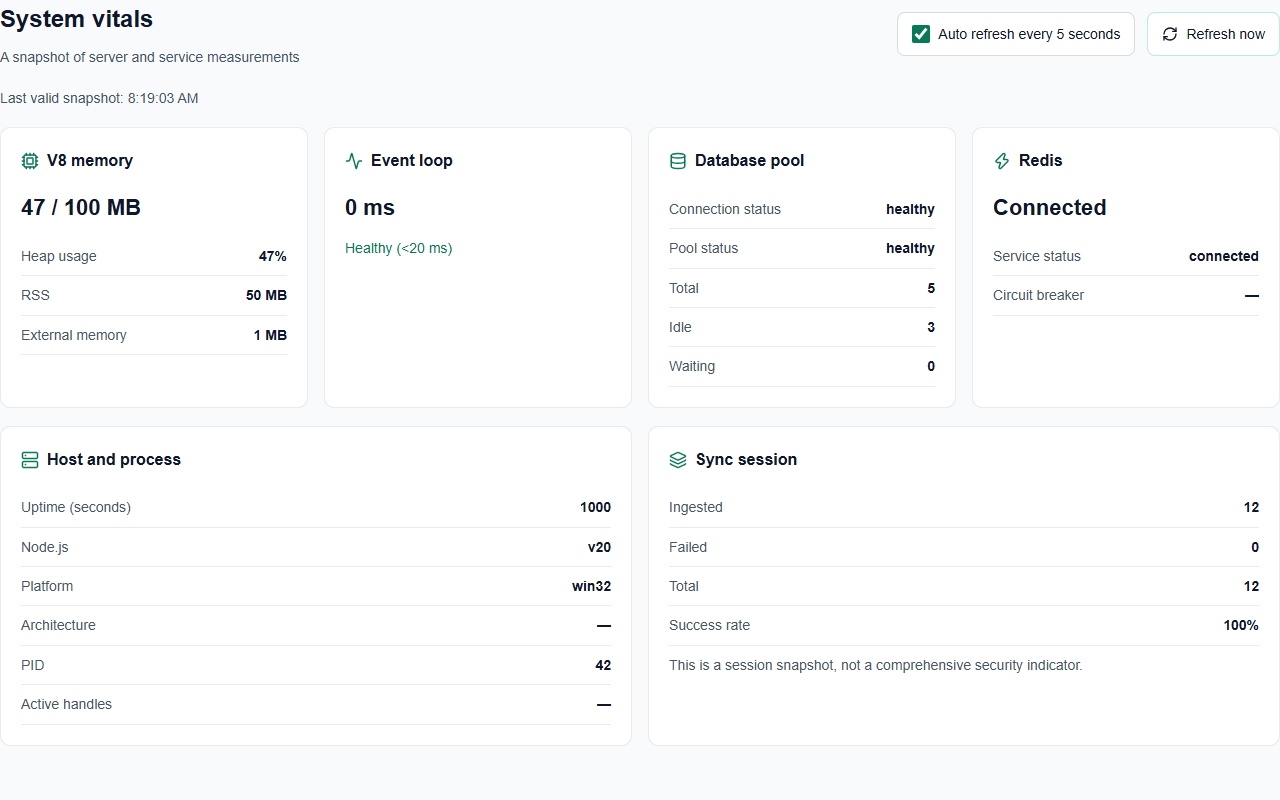 System vitals
Auto refresh every 5 seconds
Refresh now
A snapshot of server and service measurements
Last valid snapshot: 8:19:03 AM
V8 memory
47 / 100 MB
Heap usage 47%
RSS 50 MB
External memory 1 MB
Event loop
0 ms
Healthy (<20 ms)
Database pool
Connection status healthy
Pool status healthy
Total 5
Idle 3
Waiting 0
Redis
Connected
Service status connected
Circuit breaker —
Host and process
Uptime (seconds) 1000
Node.js v20
Platform win32
Architecture —
PID 42
Active handles —
Sync session
Ingested 12
Failed 0
Total 12
Success rate 100%
This is a session snapshot, not a comprehensive security indicator.